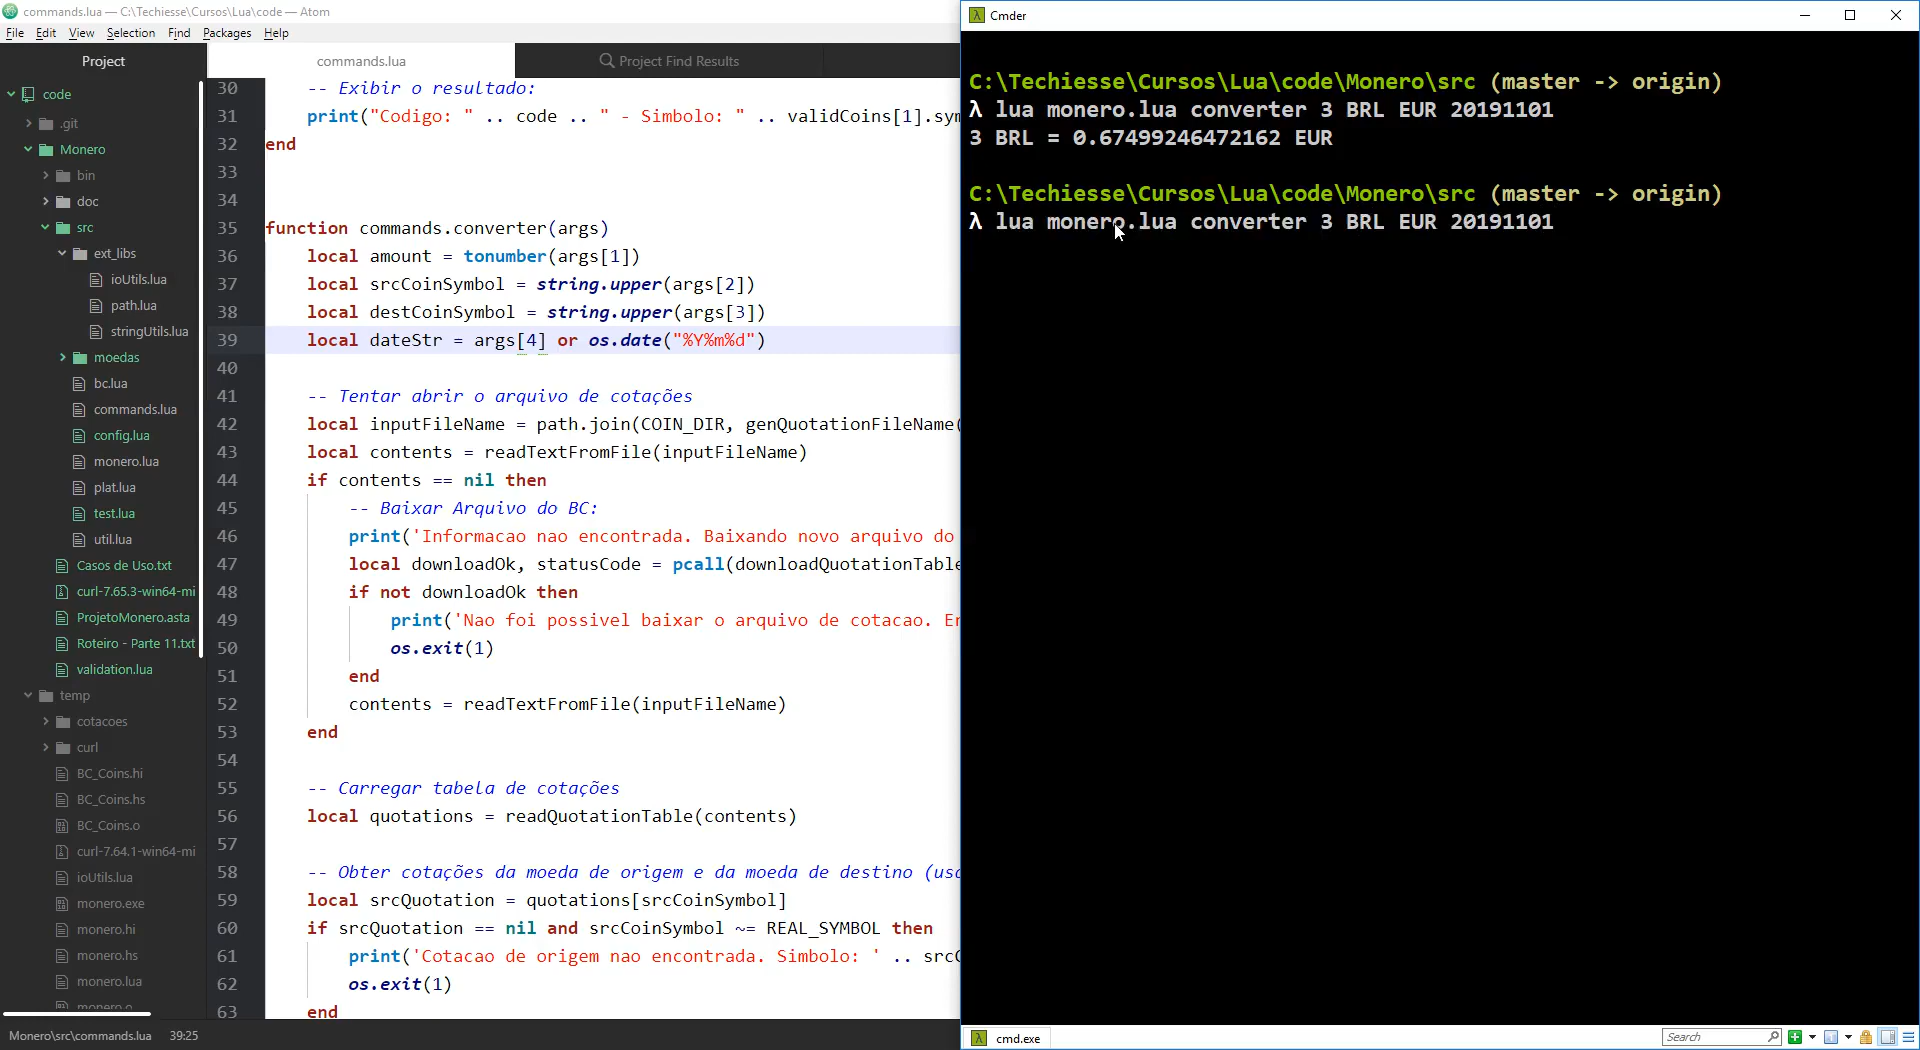 commands.lua — C:\Techiesse\Cursos\Lua\code — Atom
File Edit View Selection Find Packages Help
Project
code
.git
Monero
bin
doc
src
ext_libs
ioUtils.lua
path.lua
stringUtils.lua
moedas
bc.lua
commands.lua
config.lua
monero.lua
plat.lua
test.lua
util.lua
Casos de Uso.txt
curl-7.65.3-win64-mi
ProjetoMonero.asta
Roteiro - Parte 11.txt
validation.lua
temp
cotacoes
curl
BC_Coins.hi
BC_Coins.hs
BC_Coins.o
curl-7.64.1-win64-mi
ioUtils.lua
monero.exe
monero.hi
monero.hs
monero.lua
monero.o
commands.lua
Project Find Results
30 -- Exibir o resultado:
31 print("Codigo: " .. code .. " - Simbolo: " .. validCoins[1].sym
32 end
33
34
35 function commands.converter(args)
36 local amount = tonumber(args[1])
37 local srcCoinSymbol = string.upper(args[2])
38 local destCoinSymbol = string.upper(args[3])
39 local dateStr = args[4] or os.date("%Y%m%d")
40
41 -- Tentar abrir o arquivo de cotações
42 local inputFileName = path.join(COIN_DIR, genQuotationFileName(
43 local contents = readTextFromFile(inputFileName)
44 if contents == nil then
45 -- Baixar Arquivo do BC:
46 print('Informacao nao encontrada. Baixando novo arquivo do
47 local downloadOk, statusCode = pcall(downloadQuotationTable
48 if not downloadOk then
49 print('Nao foi possivel baixar o arquivo de cotacao. Er
50 os.exit(1)
51 end
52 contents = readTextFromFile(inputFileName)
53 end
54
55 -- Carregar tabela de cotações
56 local quotations = readQuotationTable(contents)
57
58 -- Obter cotações da moeda de origem e da moeda de destino (usa
59 local srcQuotation = quotations[srcCoinSymbol]
60 if srcQuotation == nil and srcCoinSymbol ~= REAL_SYMBOL then
61 print('Cotacao de origem nao encontrada. Simbolo: ' .. srcC
62 os.exit(1)
63 end
Monero\src\commands.lua 39:25
Cmder
C:\Techiesse\Cursos\Lua\code\Monero\src (master -> origin)
λ lua monero.lua converter 3 BRL EUR 20191101
3 BRL = 0.67499246472162 EUR
C:\Techiesse\Cursos\Lua\code\Monero\src (master -> origin)
λ lua monero.lua converter 3 BRL EUR 20191101
cmd.exe
Search